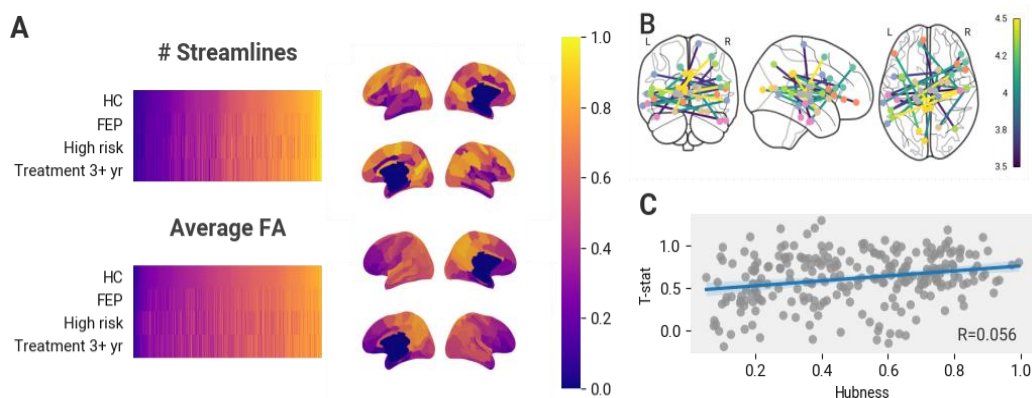 A
# Streamlines
HC
FEP
High risk
Treatment 3+ yr
Average FA
HC
FEP
High risk
Treatment 3+ yr
1.0
0.8
0.6
0.4
0.2
0.0
B
L
R
L
R
4.5
4.2
4
3.8
3.5
C
T-stat
1.0
0.5
0.0
R=0.056
0.2
0.4
0.6
0.8
1.0
Hubness